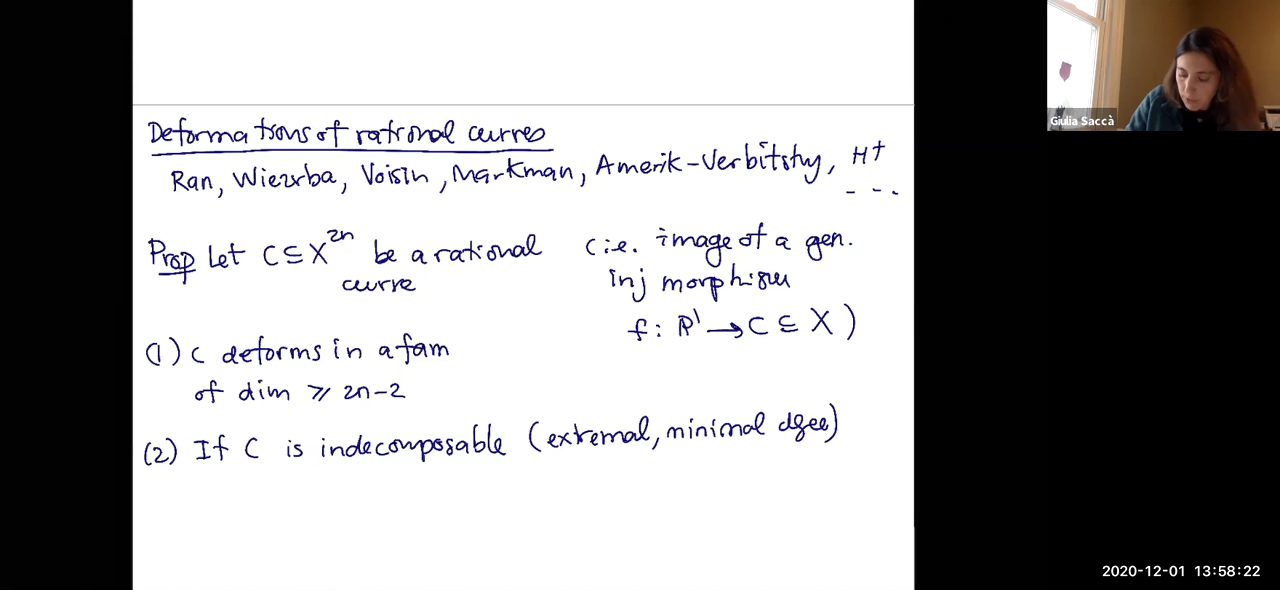 Deformations of rational curves
Ran, Wierzba, Voisin, Markman, Amerik-Verbitsky, HT
- - -
Prop Let C ⊆ X²ⁿ be a rational curve
(i.e. image of a gen.
inj morphism
f: P¹ → C ⊆ X)
(1) C deforms in a fam
of dim ≥ 2n-2
(2) If C is indecomposable (extremal, minimal dgee)
Giulia Saccà
2020-12-01 13:58:22